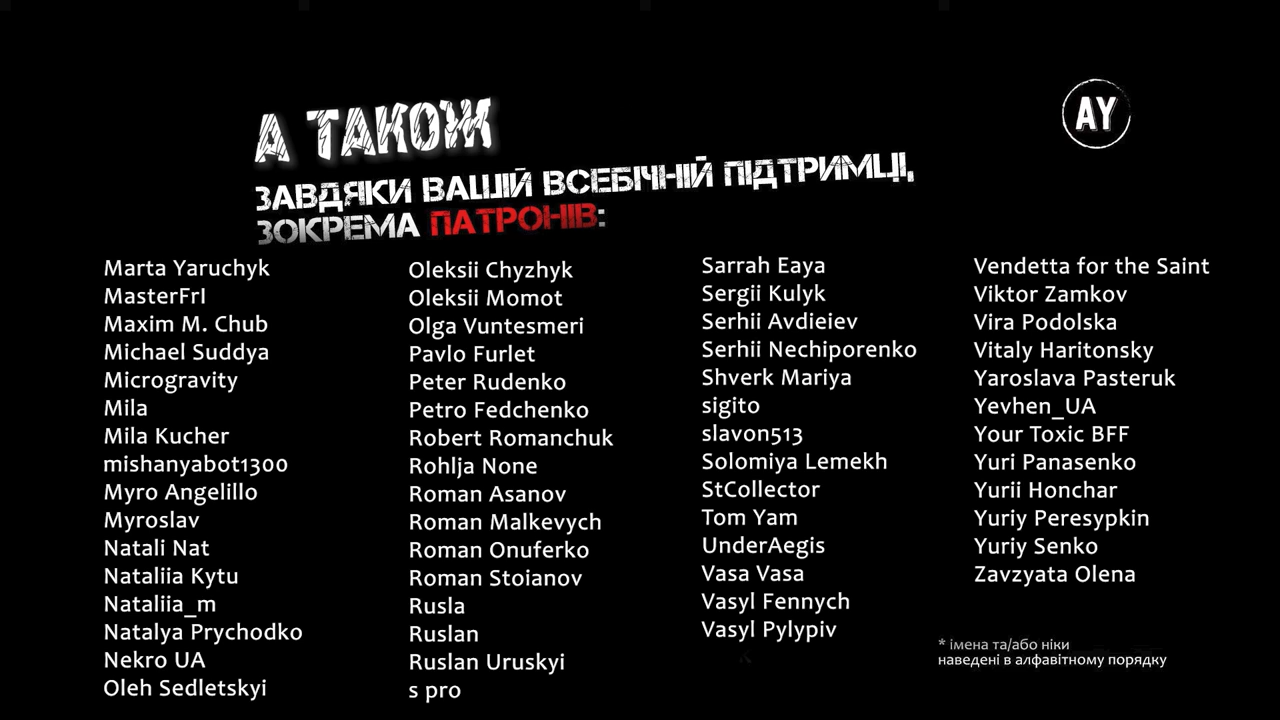 А ТАКОЖ
AY
ЗАВДЯКИ ВАШІЙ ВСЕБІЧНІЙ ПІДТРИМЦІ,
ЗОКРЕМА ПАТРОНІВ:
Marta Yaruchyk
MasterFrI
Maxim M. Chub
Michael Suddya
Microgravity
Mila
Mila Kucher
mishanyabot1300
Myro Angelillo
Myroslav
Natali Nat
Nataliia Kytu
Nataliia_m
Natalya Prychodko
Nekro UA
Oleh Sedletskyi
Oleksii Chyzhyk
Oleksii Momot
Olga Vuntesmeri
Pavlo Furlet
Peter Rudenko
Petro Fedchenko
Robert Romanchuk
Rohlja None
Roman Asanov
Roman Malkevych
Roman Onuferko
Roman Stoianov
Rusla
Ruslan
Ruslan Uruskyi
s pro
Sarrah Eaya
Sergii Kulyk
Serhii Avdieiev
Serhii Nechiporenko
Shverk Mariya
sigito
slavon513
Solomiya Lemekh
StCollector
Tom Yam
UnderAegis
Vasa Vasa
Vasyl Fennych
Vasyl Pylypiv
Vendetta for the Saint
Viktor Zamkov
Vira Podolska
Vitaly Haritonsky
Yaroslava Pasteruk
Yevhen_UA
Your Toxic BFF
Yuri Panasenko
Yurii Honchar
Yuriy Peresypkin
Yuriy Senko
Zavzyata Olena
* імена та/або ніки
наведені в алфавітному порядку